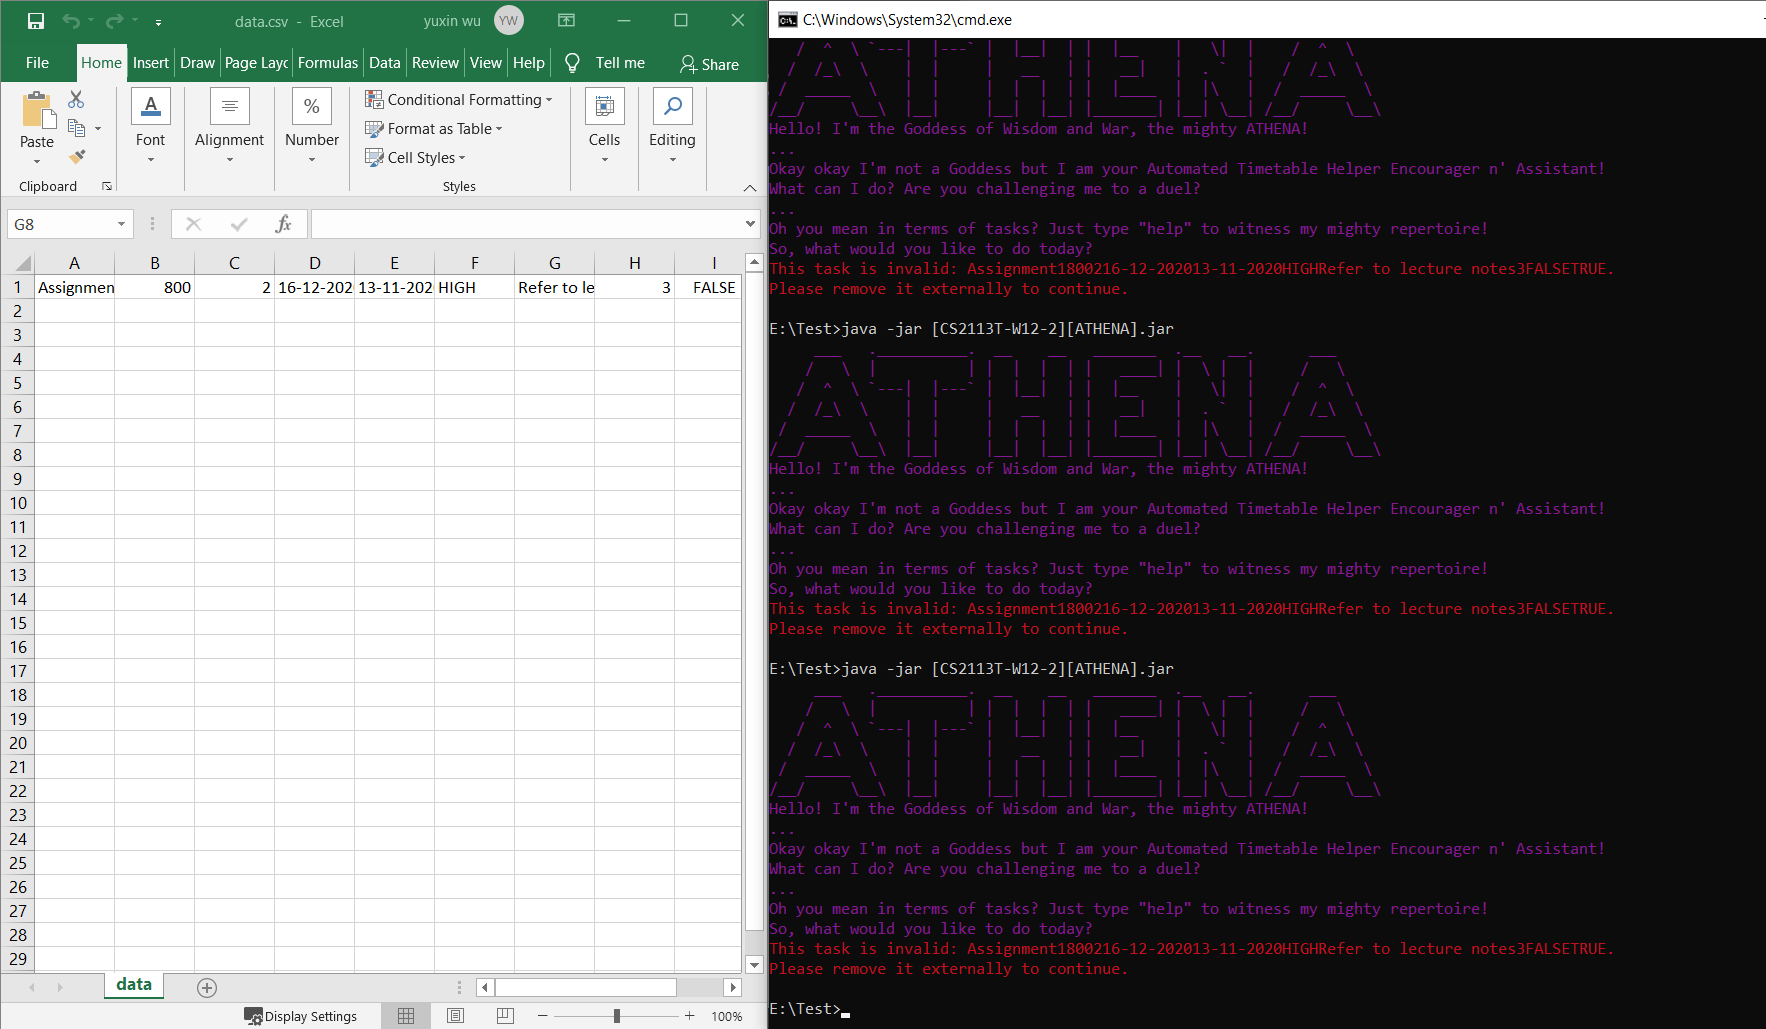 data.csv - Excel
yuxin wu
YW
File
Home
Insert
Draw
Page Layc
Formulas
Data
Review
View
Help
Tell me
Share
Paste
Clipboard
Font
Alignment
Number
Conditional Formatting
Format as Table
Cell Styles
Styles
Cells
Editing
G8
fx
A B C D E F G H I
1 Assignmen 800 2 16-12-202 13-11-202 HIGH Refer to le 3 FALSE
2
3
4
5
6
7
8
9
10
11
12
13
14
15
16
17
18
19
20
21
22
23
24
25
26
27
28
29
data
Display Settings
100%
C:\Windows\System32\cmd.exe
ATHENA
Hello! I'm the Goddess of Wisdom and War, the mighty ATHENA!
...
Okay okay I'm not a Goddess but I am your Automated Timetable Helper Encourager n' Assistant!
What can I do? Are you challenging me to a duel?
...
Oh you mean in terms of tasks? Just type "help" to witness my mighty repertoire!
So, what would you like to do today?
This task is invalid: Assignment1800216-12-202013-11-2020HIGHRefer to lecture notes3FALSETRUE.
Please remove it externally to continue.
E:\Test>java -jar [CS2113T-W12-2][ATHENA].jar
ATHENA
Hello! I'm the Goddess of Wisdom and War, the mighty ATHENA!
...
Okay okay I'm not a Goddess but I am your Automated Timetable Helper Encourager n' Assistant!
What can I do? Are you challenging me to a duel?
...
Oh you mean in terms of tasks? Just type "help" to witness my mighty repertoire!
So, what would you like to do today?
This task is invalid: Assignment1800216-12-202013-11-2020HIGHRefer to lecture notes3FALSETRUE.
Please remove it externally to continue.
E:\Test>java -jar [CS2113T-W12-2][ATHENA].jar
ATHENA
Hello! I'm the Goddess of Wisdom and War, the mighty ATHENA!
...
Okay okay I'm not a Goddess but I am your Automated Timetable Helper Encourager n' Assistant!
What can I do? Are you challenging me to a duel?
...
Oh you mean in terms of tasks? Just type "help" to witness my mighty repertoire!
So, what would you like to do today?
This task is invalid: Assignment1800216-12-202013-11-2020HIGHRefer to lecture notes3FALSETRUE.
Please remove it externally to continue.
E:\Test>